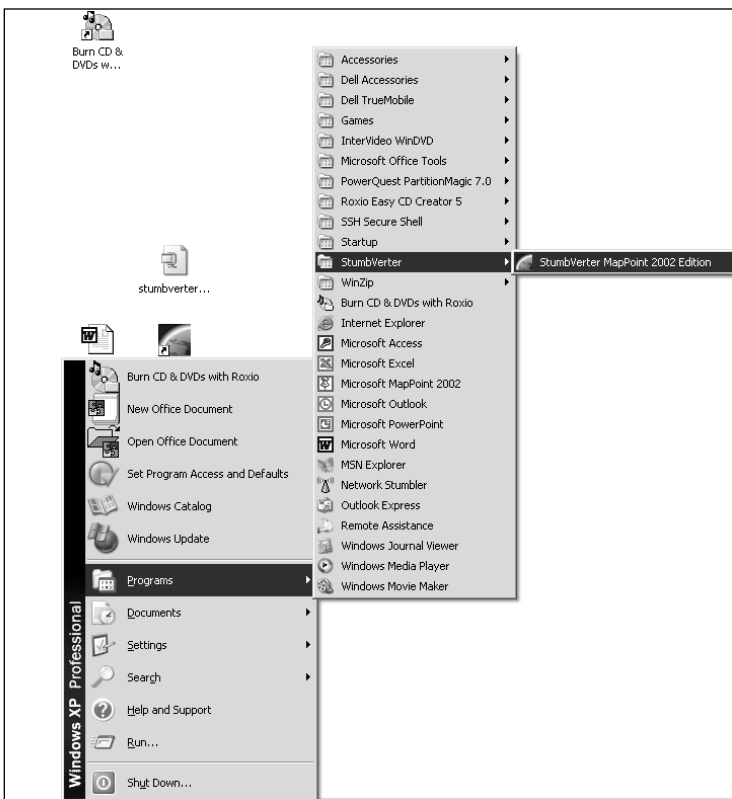 Burn CD &
DVDs w...
stumbverter...
Accessories
Dell Accessories
Dell TrueMobile
Games
InterVideo WinDVD
Microsoft Office Tools
PowerQuest PartitionMagic 7.0
Roxio Easy CD Creator 5
SSH Secure Shell
Startup
StumbVerter
WinZip
Burn CD & DVDs with Roxio
Internet Explorer
Microsoft Access
Microsoft Excel
Microsoft MapPoint 2002
Microsoft Outlook
Microsoft PowerPoint
Microsoft Word
MSN Explorer
Network Stumbler
Outlook Express
Remote Assistance
Windows Journal Viewer
Windows Media Player
Windows Movie Maker
StumbVerter MapPoint 2002 Edition
Burn CD & DVDs with Roxio
New Office Document
Open Office Document
Set Program Access and Defaults
Windows Catalog
Windows Update
Programs
Documents
Settings
Search
Help and Support
Run...
Shut Down...
Windows XP Professional